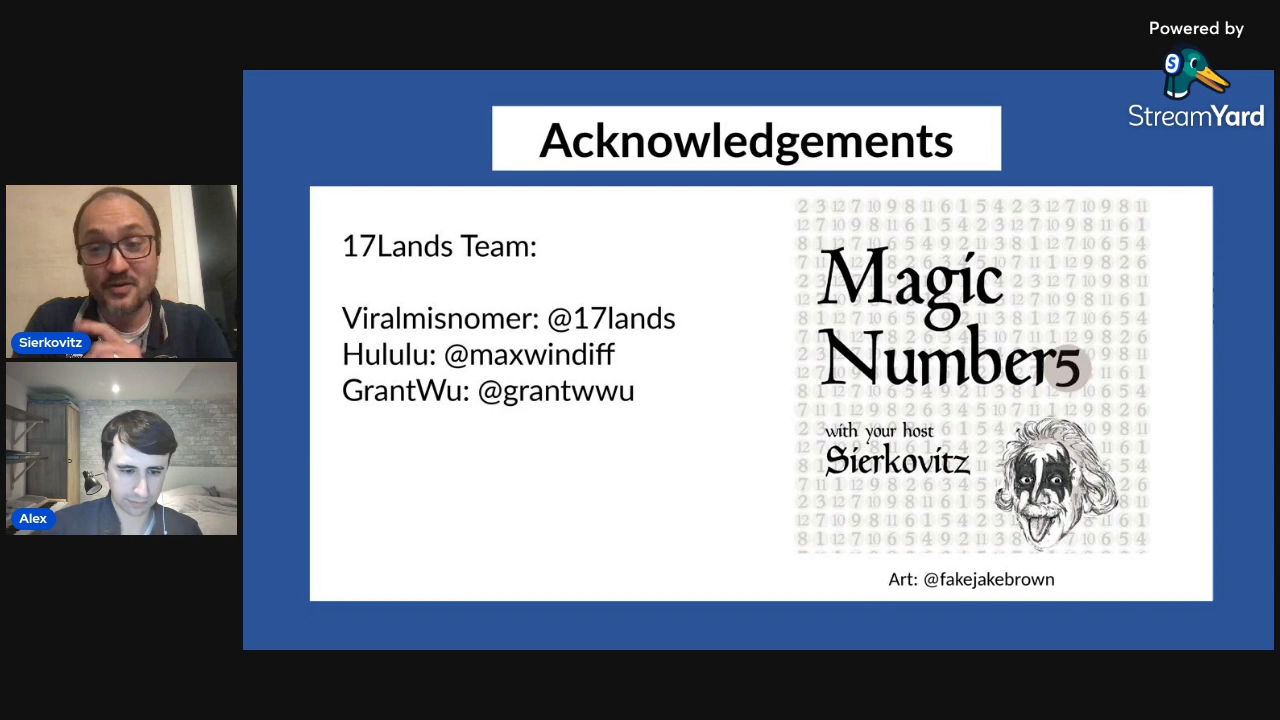 Powered by
StreamYard
Acknowledgements
17Lands Team:
Viralmisnomer: @17lands
Hululu: @maxwindiff
GrantWu: @grantwwu
Magic
Number5
with your host
Sierkovitz
Art: @fakejakebrown
Sierkovitz
Alex